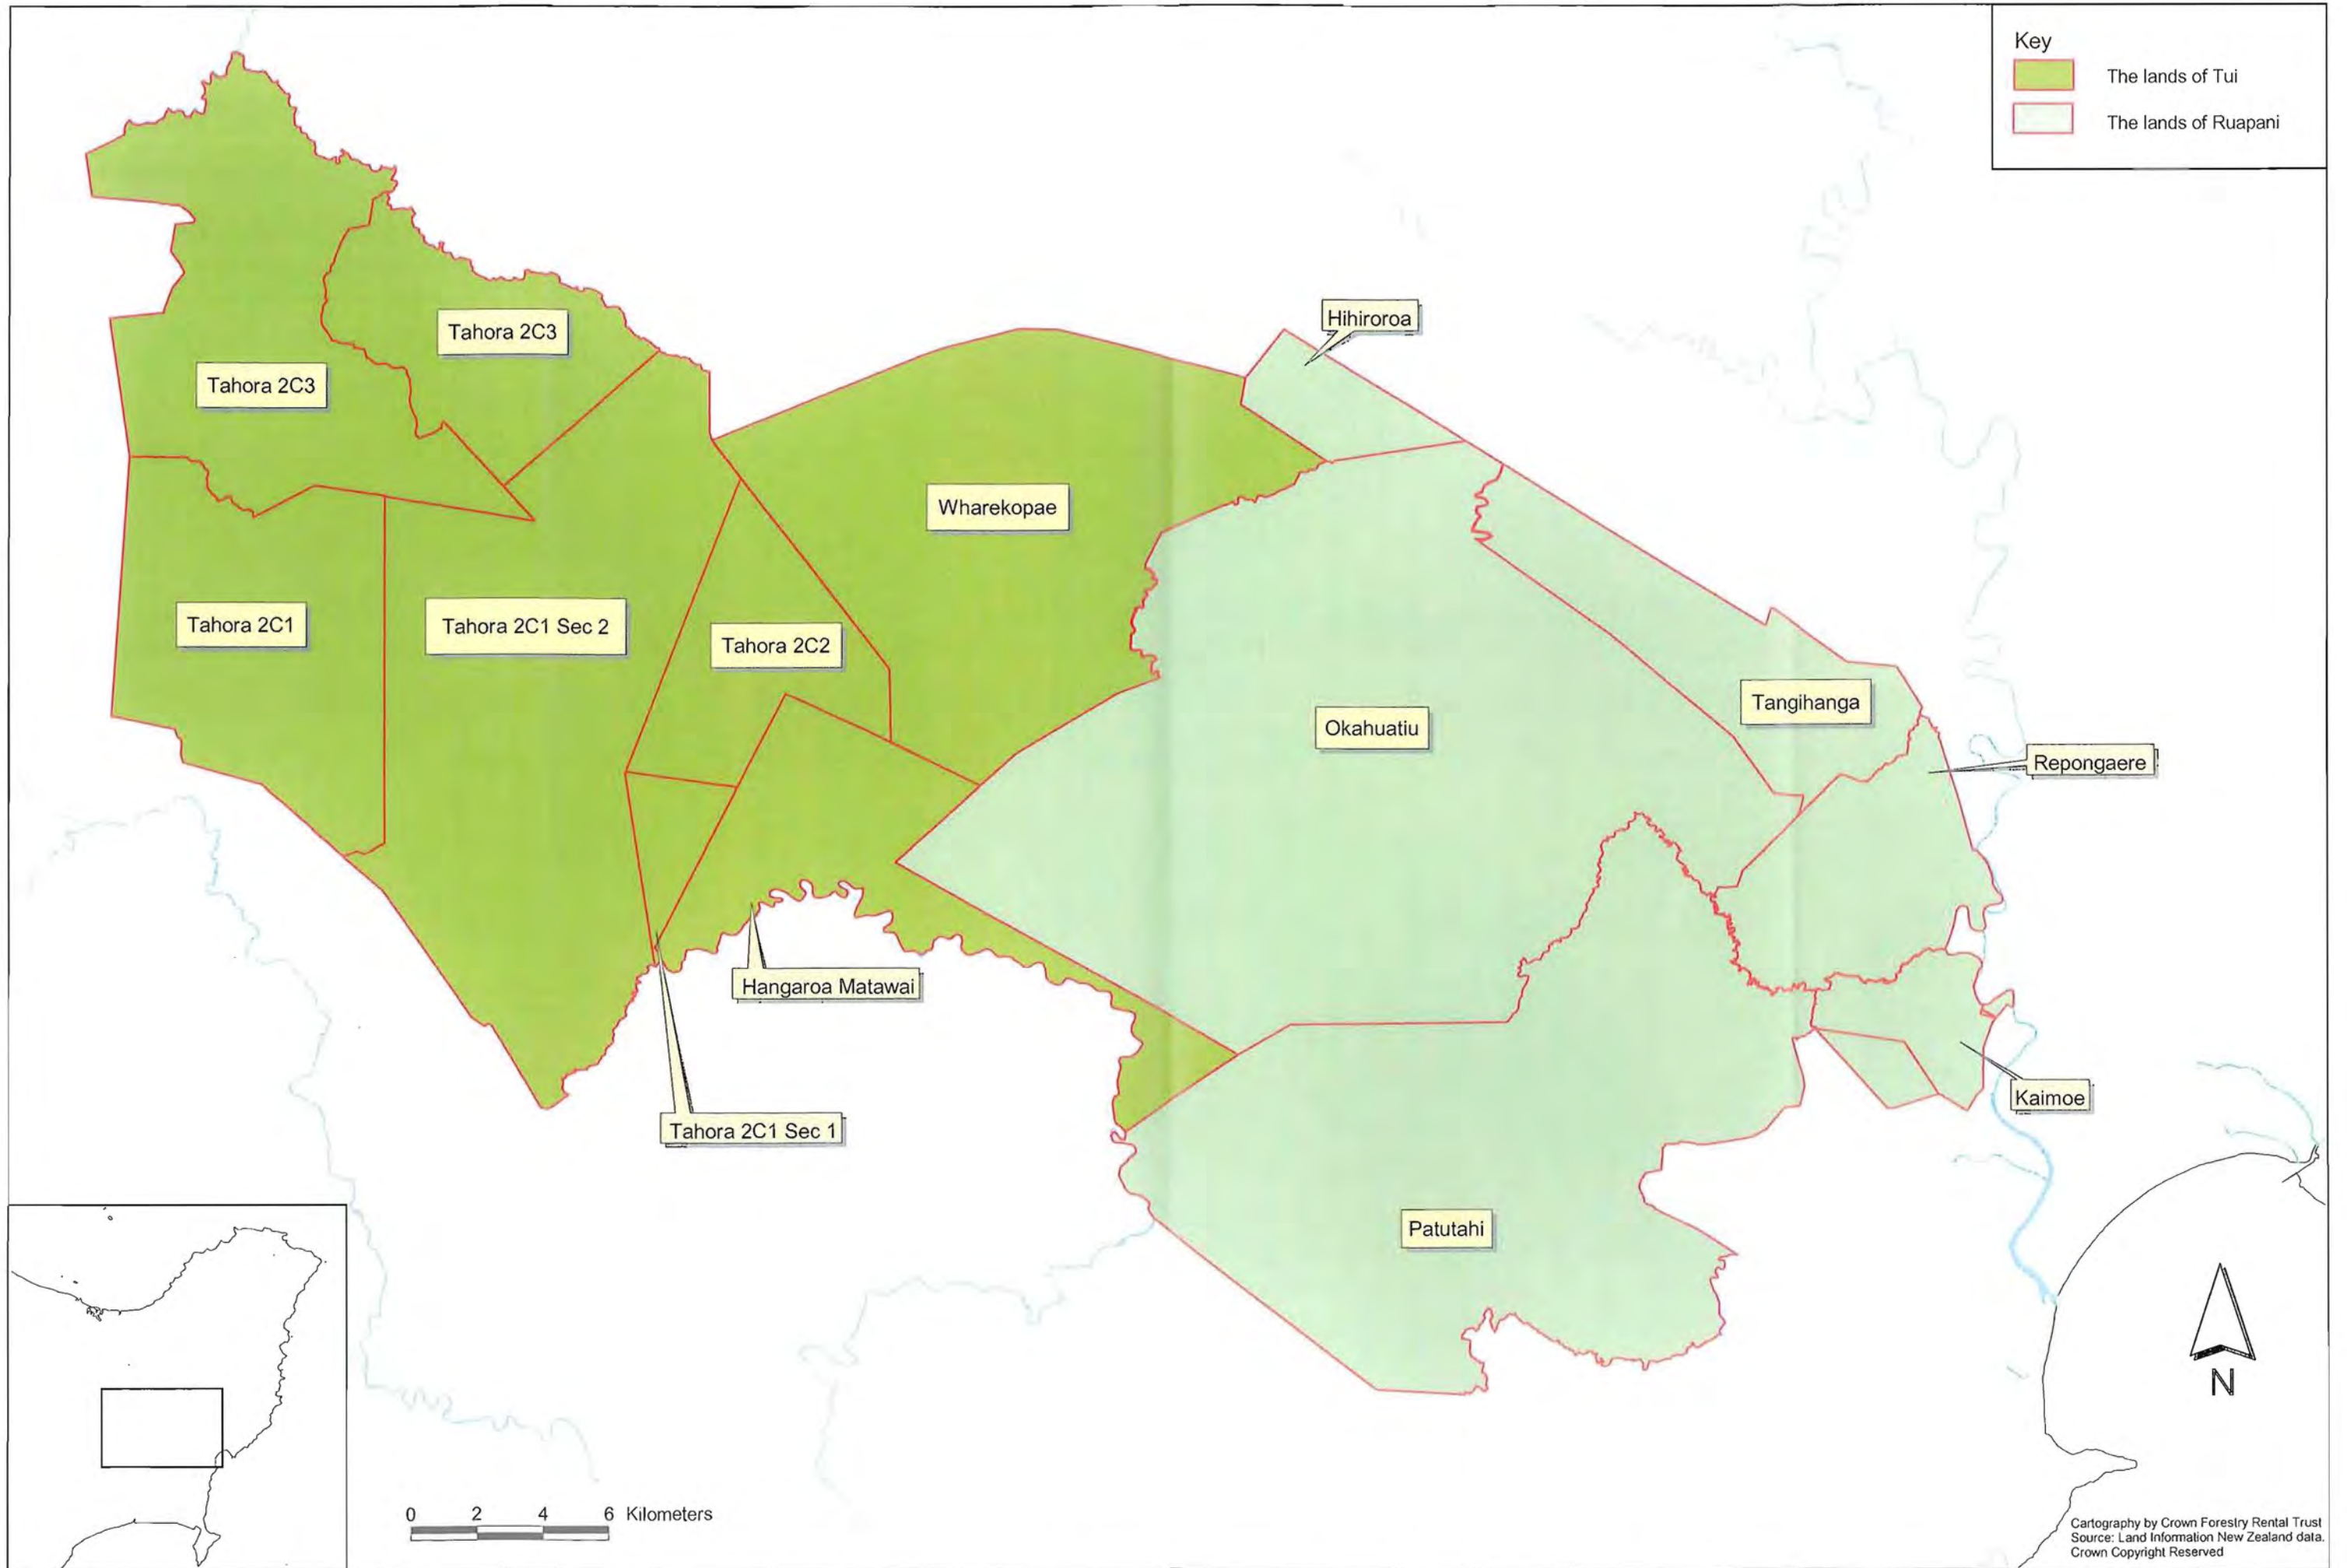 Key
The lands of Tui
The lands of Ruapani
Hihiroroa
Tahora 2C3
Tahora 2C3
Wharekopae
Tahora 2C1
Tahora 2C1 Sec 2
Tahora 2C2
Tangihanga
Okahuatiu
Repongaere
Hangaroa Matawai
Kaimoe
Tahora 2C1 Sec 1
Patutahi
N
0 2 4 6 Kilometers
Cartography by Crown Forestry Rental Trust
Source: Land Information New Zealand data.
Crown Copyright Reserved